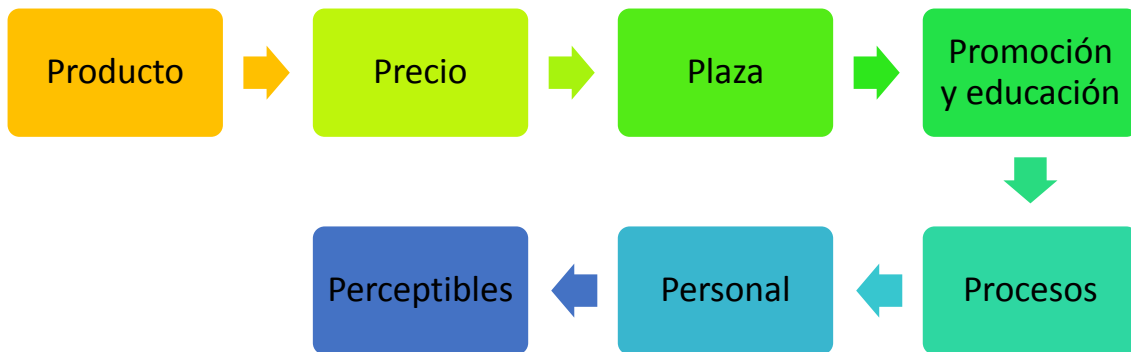 Producto
Precio
Plaza
Promoción
y educación
Procesos
Personal
Perceptibles